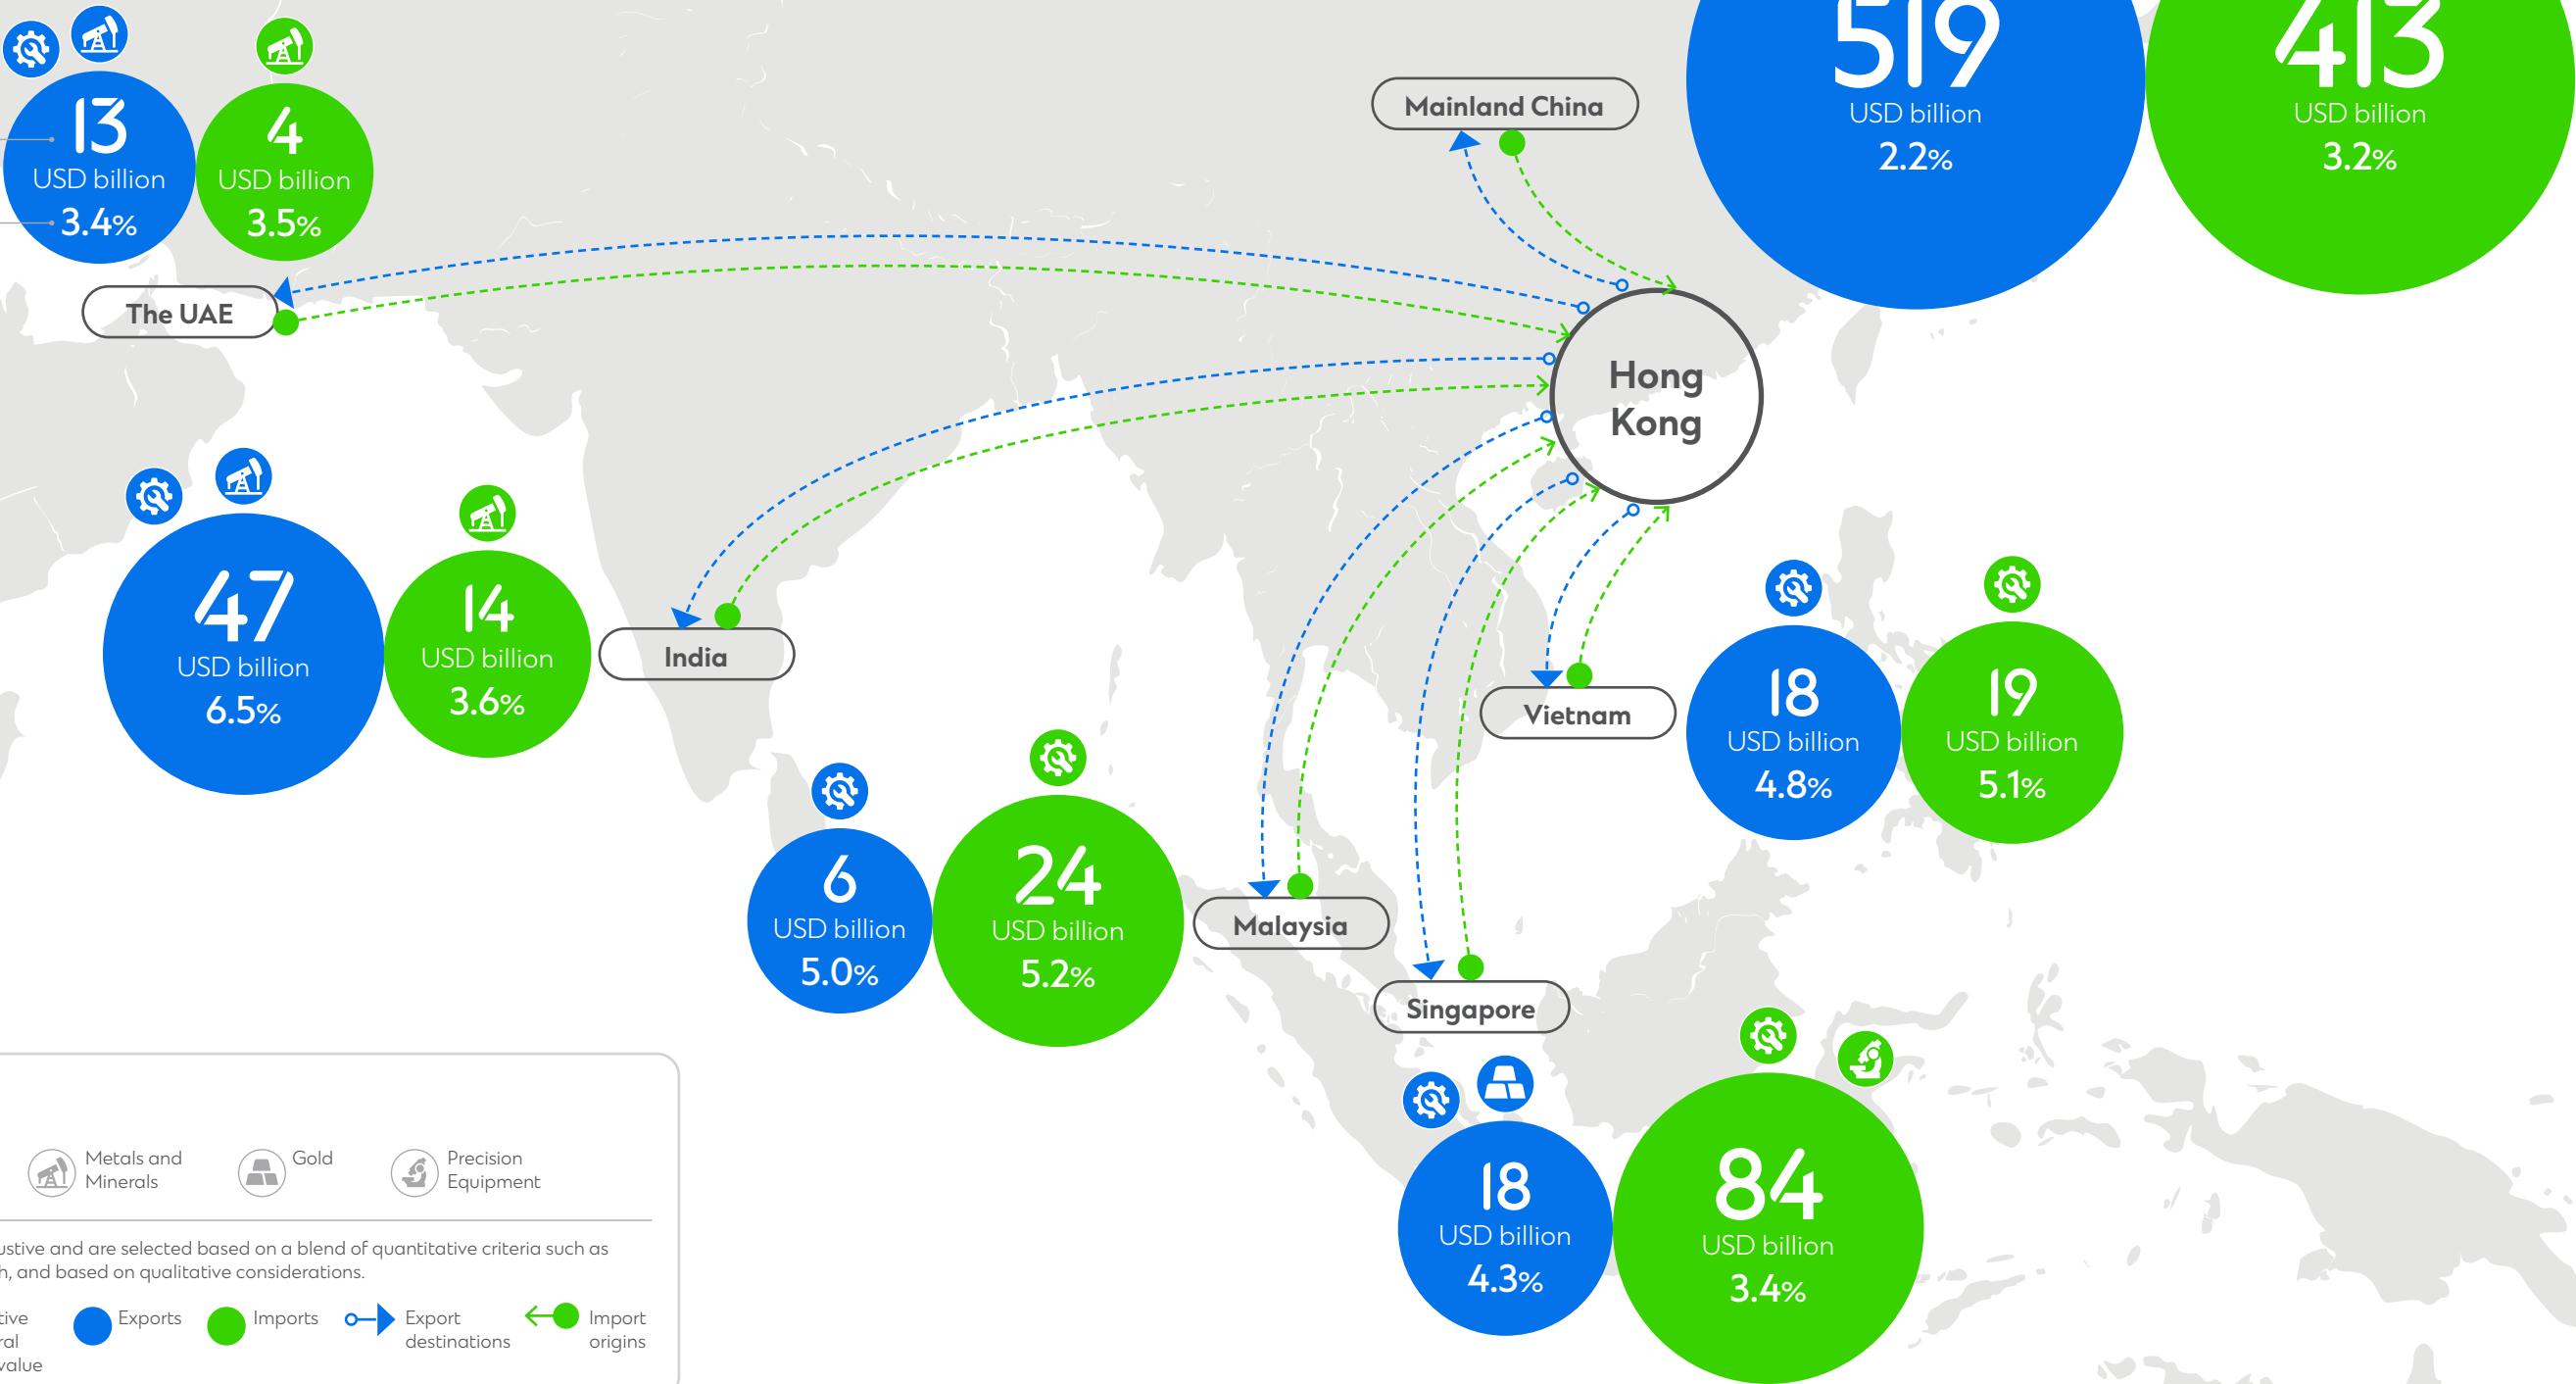 519
USD billion
2.2%
413
USD billion
3.2%
Mainland China
13
USD billion
3.4%
4
USD billion
3.5%
The UAE
Hong
Kong
47
USD billion
6.5%
14
USD billion
3.6%
India
18
USD billion
4.8%
19
USD billion
5.1%
Vietnam
6
USD billion
5.0%
24
USD billion
5.2%
Malaysia
Singapore
18
USD billion
4.3%
84
USD billion
3.4%
Metals and
Minerals
Gold
Precision
Equipment
and are selected based on a blend of quantitative criteria such as
and based on qualitative considerations.
Exports
Imports
Export
destinations
Import
origins
value